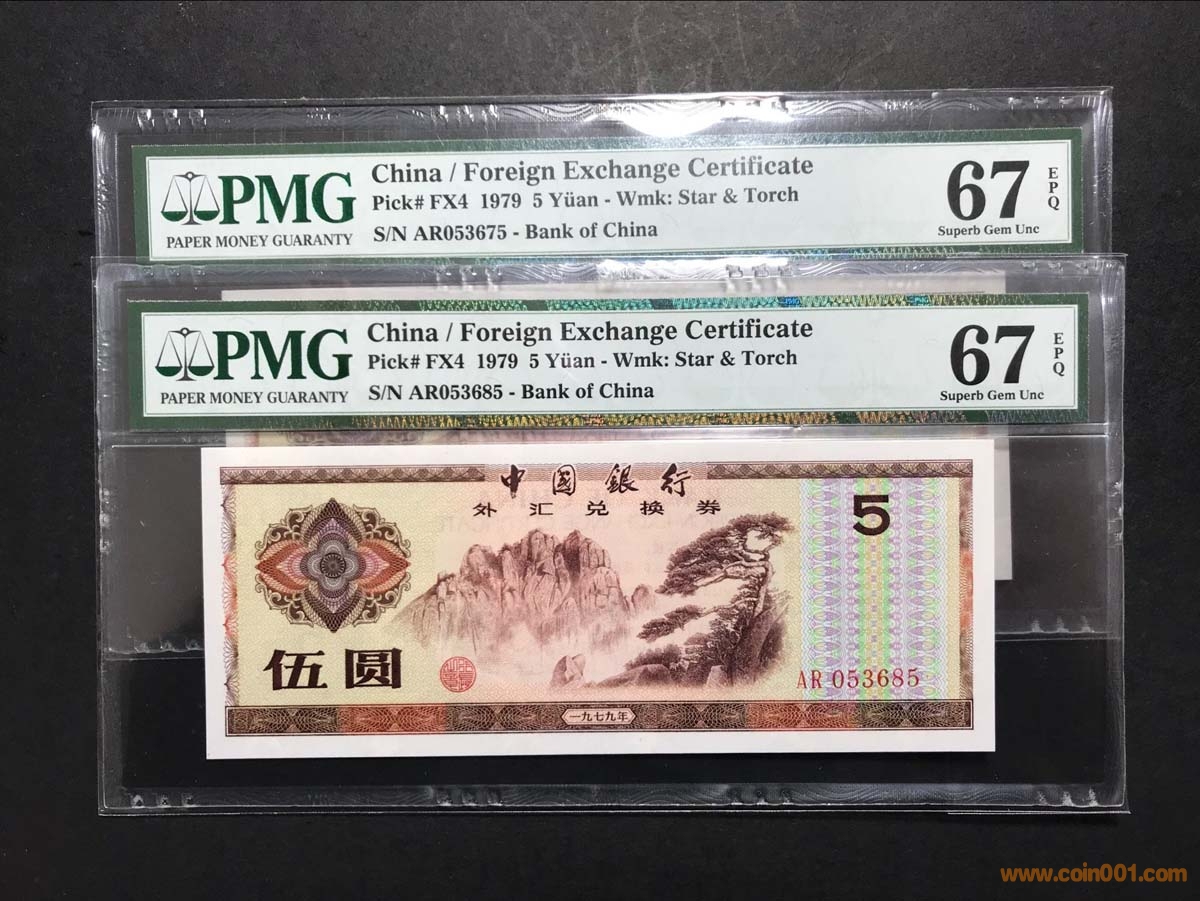 PMG
PAPER MONEY GUARANTY
China / Foreign Exchange Certificate
Pick# FX4 1979 5 Yüan - Wmk: Star & Torch
S/N AR053675 - Bank of China
67
EPQ
Superb Gem Unc
PMG
PAPER MONEY GUARANTY
China / Foreign Exchange Certificate
Pick# FX4 1979 5 Yüan - Wmk: Star & Torch
S/N AR053685 - Bank of China
67
EPQ
Superb Gem Unc
中国銀行
外汇兑换券
5
伍圆
AR 053685
一九七九年
www.coin001.com